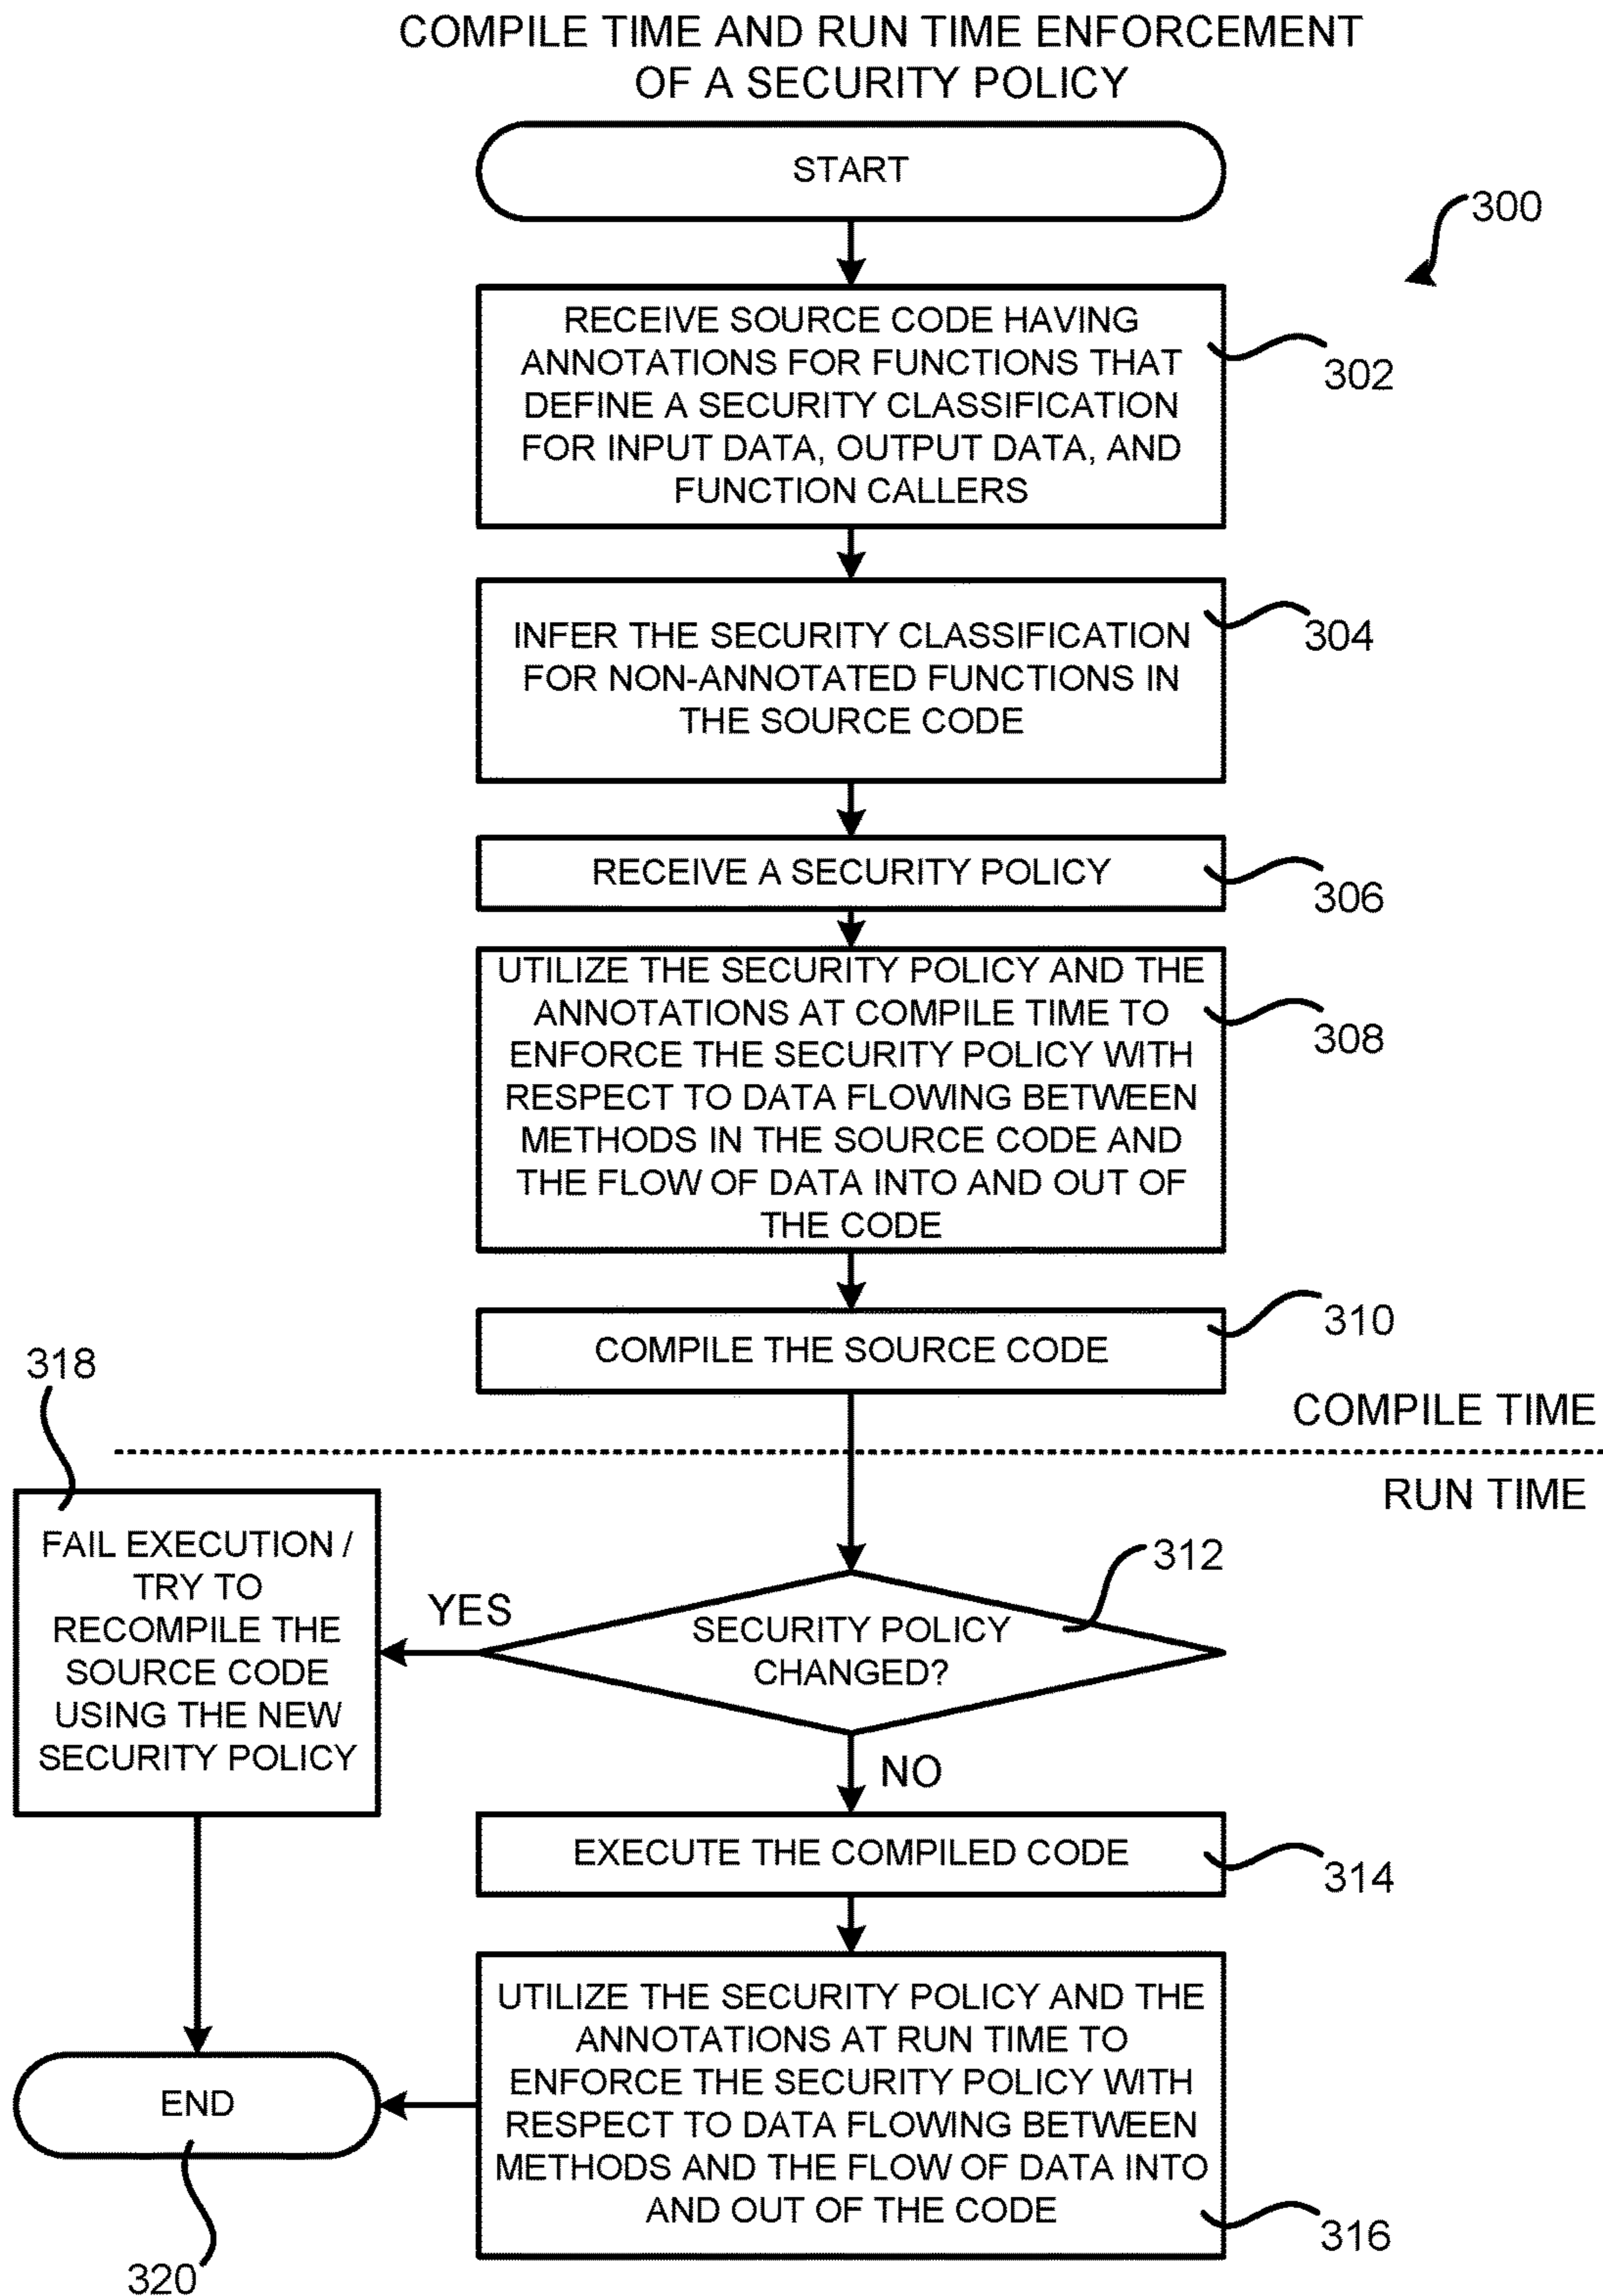 COMPILE TIME AND RUN TIME ENFORCEMENT
OF A SECURITY POLICY
START
300
RECEIVE SOURCE CODE HAVING
ANNOTATIONS FOR FUNCTIONS THAT
DEFINE A SECURITY CLASSIFICATION
FOR INPUT DATA, OUTPUT DATA, AND
FUNCTION CALLERS
302
INFER THE SECURITY CLASSIFICATION
FOR NON-ANNOTATED FUNCTIONS IN
THE SOURCE CODE
304
RECEIVE A SECURITY POLICY
306
UTILIZE THE SECURITY POLICY AND THE
ANNOTATIONS AT COMPILE TIME TO
ENFORCE THE SECURITY POLICY WITH
RESPECT TO DATA FLOWING BETWEEN
METHODS IN THE SOURCE CODE AND
THE FLOW OF DATA INTO AND OUT OF
THE CODE
308
COMPILE THE SOURCE CODE
310
COMPILE TIME
RUN TIME
318
FAIL EXECUTION /
TRY TO
RECOMPILE THE
SOURCE CODE
USING THE NEW
SECURITY POLICY
YES
SECURITY POLICY
CHANGED?
312
NO
EXECUTE THE COMPILED CODE
314
UTILIZE THE SECURITY POLICY AND THE
ANNOTATIONS AT RUN TIME TO
ENFORCE THE SECURITY POLICY WITH
RESPECT TO DATA FLOWING BETWEEN
METHODS AND THE FLOW OF DATA INTO
AND OUT OF THE CODE
316
END
320